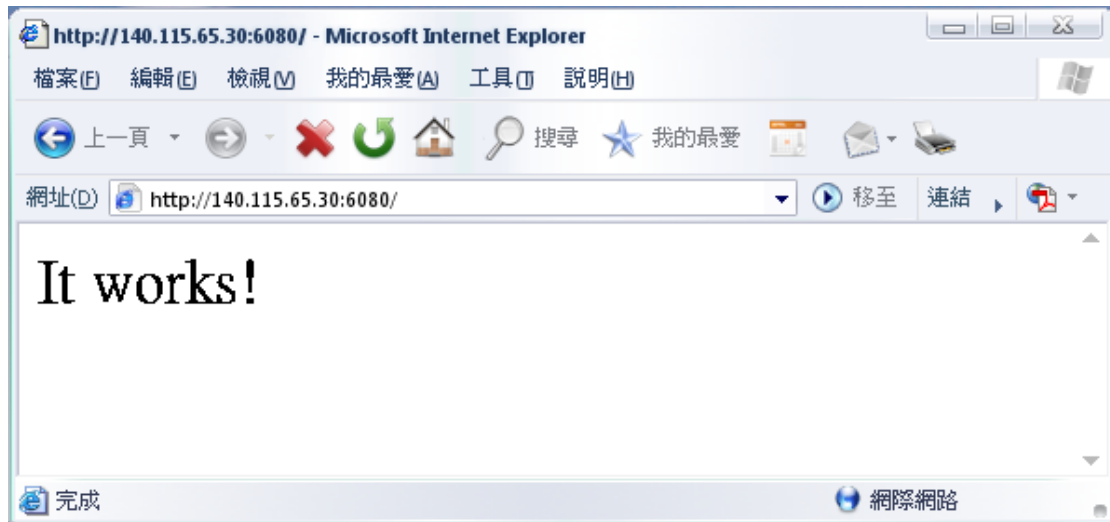 http://140.115.65.30:6080/ - Microsoft Internet Explorer
檔案(F) 編輯(E) 檢視(V) 我的最愛(A) 工具(T) 說明(H)
上一頁 搜尋 我的最愛
網址(D) http://140.115.65.30:6080/ 移至 連結
It works!
完成 網際網路